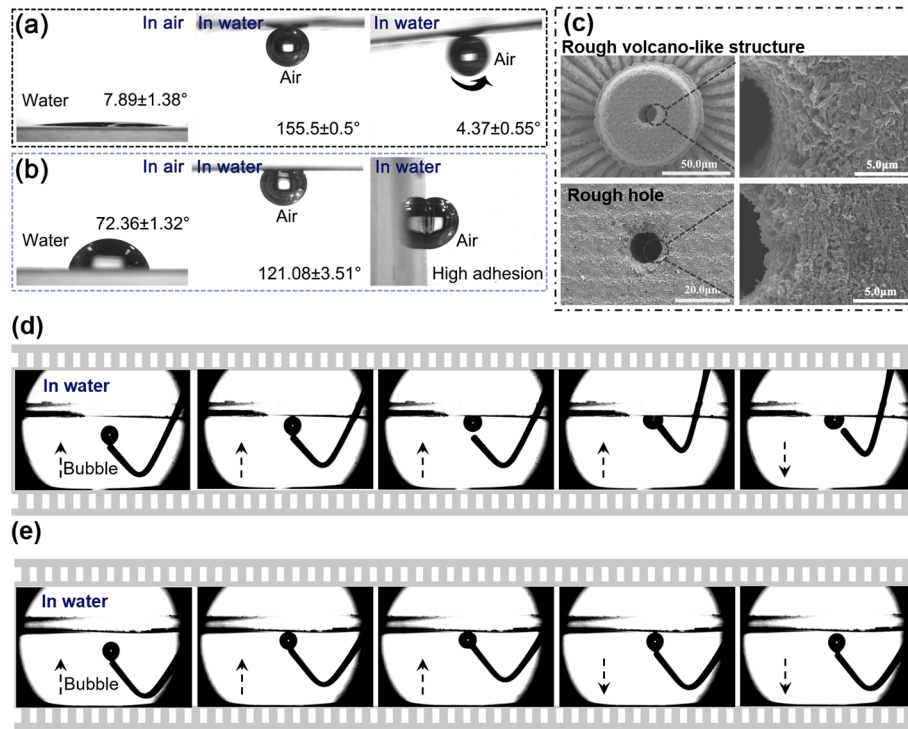 (a)
In air
Water
7.89±1.38°
In water
Air
155.5±0.5°
In water
Air
4.37±0.55°
(b)
In air
Water
72.36±1.32°
In water
Air
121.08±3.51°
In water
Air
High adhesion
(c)
Rough volcano-like structure
50.0μm
5.0μm
Rough hole
20.0μm
5.0μm
(d)
In water
Bubble
(e)
In water
Bubble